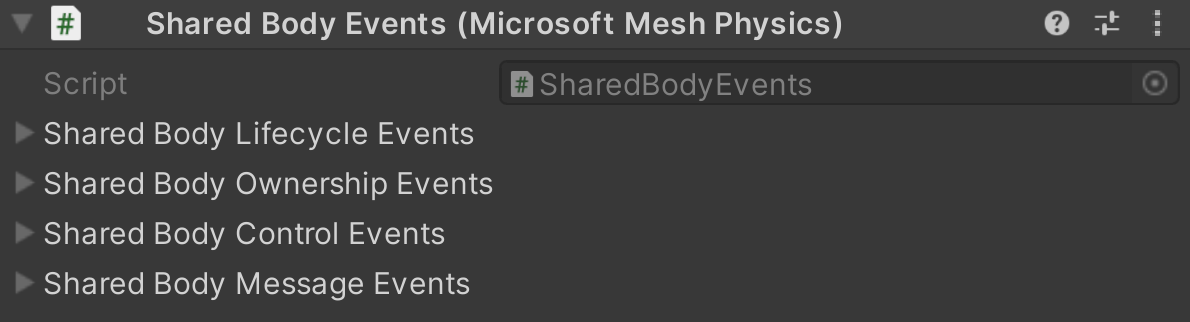 # Shared Body Events (Microsoft Mesh Physics)
Script # SharedBodyEvents
Shared Body Lifecycle Events
Shared Body Ownership Events
Shared Body Control Events
Shared Body Message Events